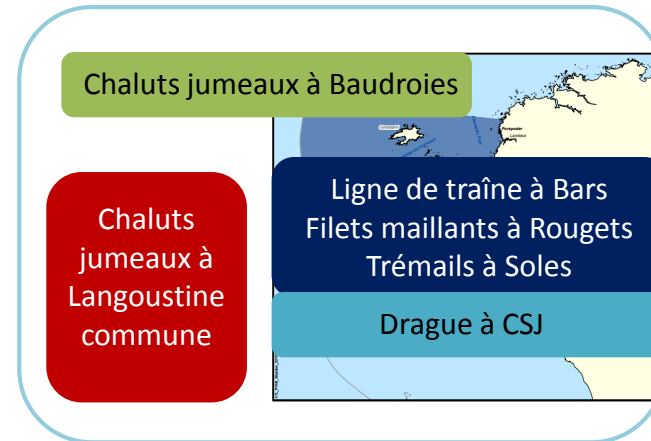 Chaluts jumeaux à Baudroies
Chaluts
jumeaux à
Langoustine
commune
Ligne de traîne à Bars
Filets maillants à Rougets
Trémails à Soles
Drague à CSJ